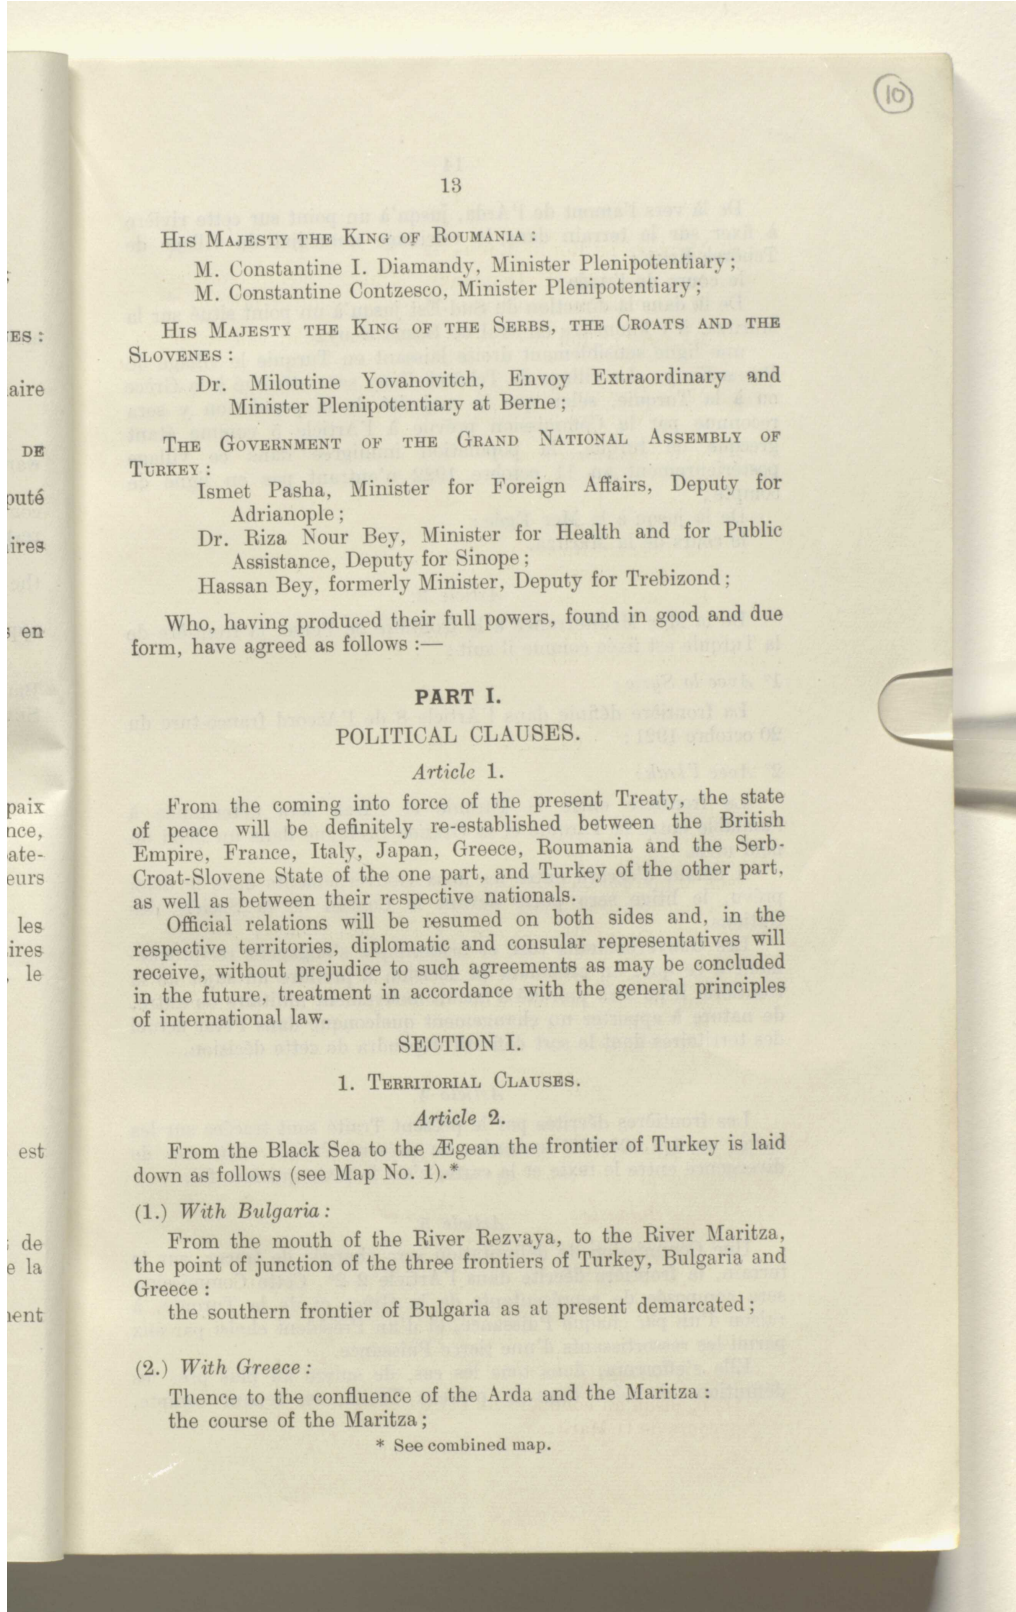 10
13
HIS MAJESTY THE KING OF ROUMANIA :
M. Constantine I. Diamandy, Minister Plenipotentiary;
M. Constantine Contzesco, Minister Plenipotentiary;
HIS MAJESTY THE KING OF THE SERBS, THE CROATS AND THE
SLOVENES :
Dr. Miloutine Yovanovitch, Envoy Extraordinary and
Minister Plenipotentiary at Berne;
THE GOVERNMENT OF THE GRAND NATIONAL ASSEMBLY OF
TURKEY :
Ismet Pasha, Minister for Foreign Affairs, Deputy for
Adrianople;
Dr. Riza Nour Bey, Minister for Health and for Public
Assistance, Deputy for Sinope;
Hassan Bey, formerly Minister, Deputy for Trebizond;
Who, having produced their full powers, found in good and due
form, have agreed as follows :—
PART I.
POLITICAL CLAUSES.
Article 1.
From the coming into force of the present Treaty, the state
of peace will be definitely re-established between the British
Empire, France, Italy, Japan, Greece, Roumania and the Serb-
Croat-Slovene State of the one part, and Turkey of the other part,
as well as between their respective nationals.
Official relations will be resumed on both sides and, in the
respective territories, diplomatic and consular representatives will
receive, without prejudice to such agreements as may be concluded
in the future, treatment in accordance with the general principles
of international law.
SECTION I.
1. TERRITORIAL CLAUSES.
Article 2.
From the Black Sea to the Ægean the frontier of Turkey is laid
down as follows (see Map No. 1).*
(1.) With Bulgaria :
From the mouth of the River Rezvaya, to the River Maritza,
the point of junction of the three frontiers of Turkey, Bulgaria and
Greece :
the southern frontier of Bulgaria as at present demarcated;
(2.) With Greece :
Thence to the confluence of the Arda and the Maritza :
the course of the Maritza;
* See combined map.